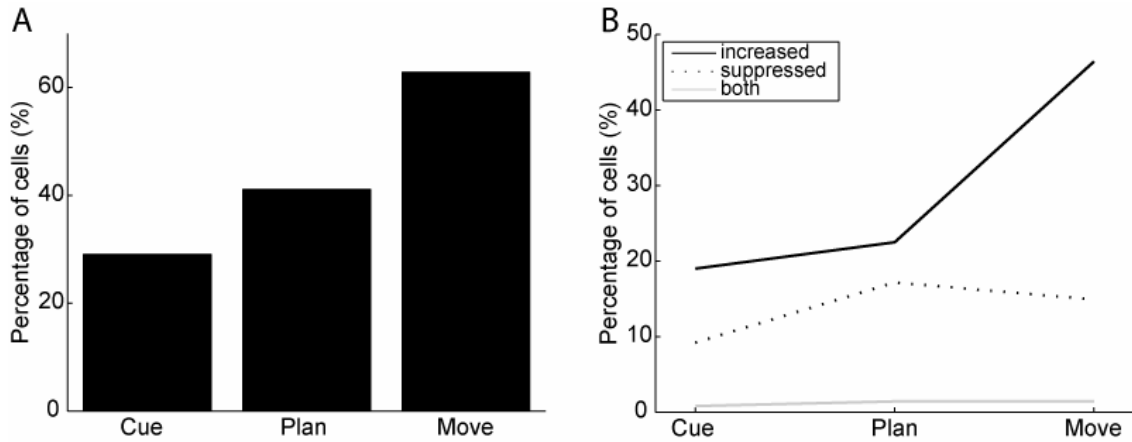 A
Percentage of cells (%)
60
40
20
0
Cue Plan Move
B
Percentage of cells (%)
50
40
30
20
10
0
increased
suppressed
both
Cue Plan Move